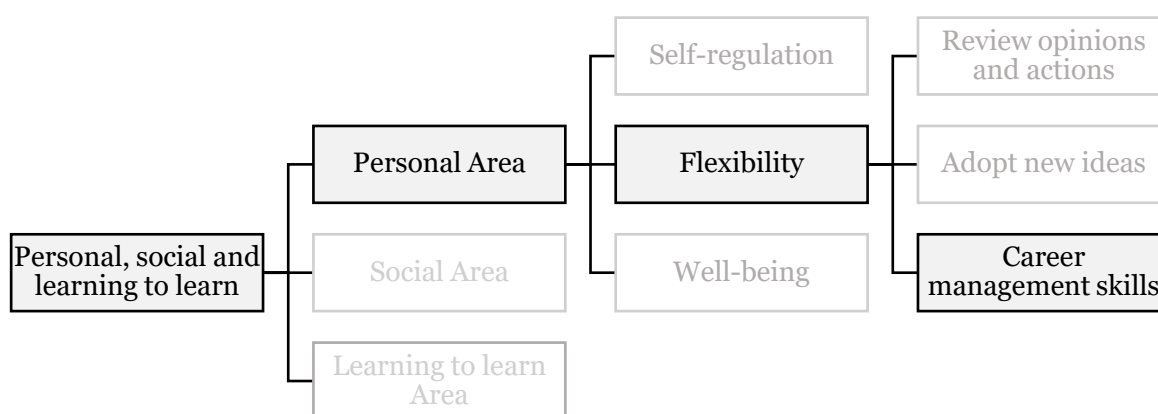 Self-regulation
Review opinions
and actions
Personal Area
Flexibility
Adopt new ideas
Personal, social and
learning to learn
Social Area
Well-being
Career
management skills
Learning to learn
Area